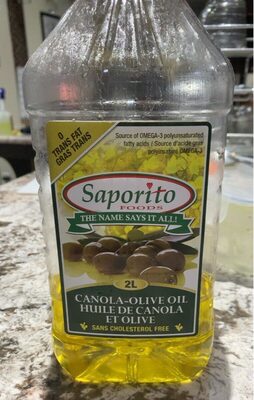 0
TRANS FAT
GRAS TRANS
Source of OMEGA-3 polyunsaturated
fatty acids / Source d'acide gras
polyinsaturés OMEGA-3
Saporito
FOODS
THE NAME SAYS IT ALL!
2L
CANOLA-OLIVE OIL
HUILE DE CANOLA
ET OLIVE
SANS CHOLESTEROL FREE